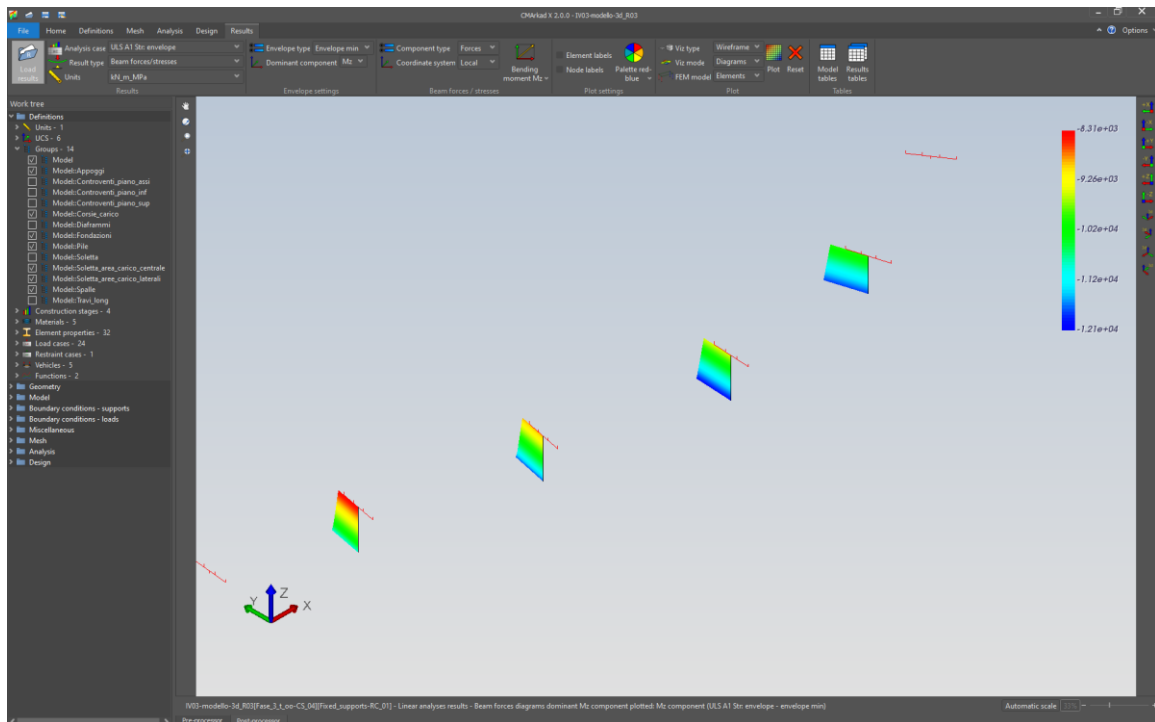 CMArkad X 2.0.0 - IV03-modello-3d_R03
File Home Definitions Mesh Analysis Design Results
Options
Load results
Analysis case ULS A1 Str: envelope
Result type Beam forces/stresses
Units kN_m_MPa
Results
Envelope type Envelope min
Dominant component Mz
Envelope settings
Component type Forces
Coordinate system Local
Bending moment Mz
Beam forces / stresses
Element labels
Node labels
Palette red-blue
Plot settings
Viz type Wireframe
Viz mode Diagrams
FEM model Elements
Plot Reset
Plot
Model tables
Results tables
Tables
Work tree
Definitions
Units - 1
UCS - 6
Groups - 14
Model
Model::Appoggi
Model::Controventi_piano_assi
Model::Controventi_piano_inf
Model::Controventi_piano_sup
Model::Corsie_carico
Model::Diaframmi
Model::Fondazioni
Model::Pile
Model::Soletta
Model::Soletta_area_carico_centrale
Model::Soletta_aree_carico_laterali
Model::Spalle
Model::Travi_long
Construction stages - 4
Materials - 5
Element properties - 32
Load cases - 24
Restraint cases - 1
Vehicles - 5
Functions - 2
Geometry
Model
Boundary conditions - supports
Boundary conditions - loads
Miscellaneous
Mesh
Analysis
Design
-8.31e+03
-9.26e+03
-1.02e+04
-1.12e+04
-1.21e+04
Z
Y
X
IV03-modello-3d_R03[Fase_3_t_oo-CS_04][Fixed_supports-RC_01] - Linear analyses results - Beam forces diagrams dominant Mz component plotted: Mz component (ULS A1 Str: envelope - envelope min)
Automatic scale
Pre-processor Post-processor